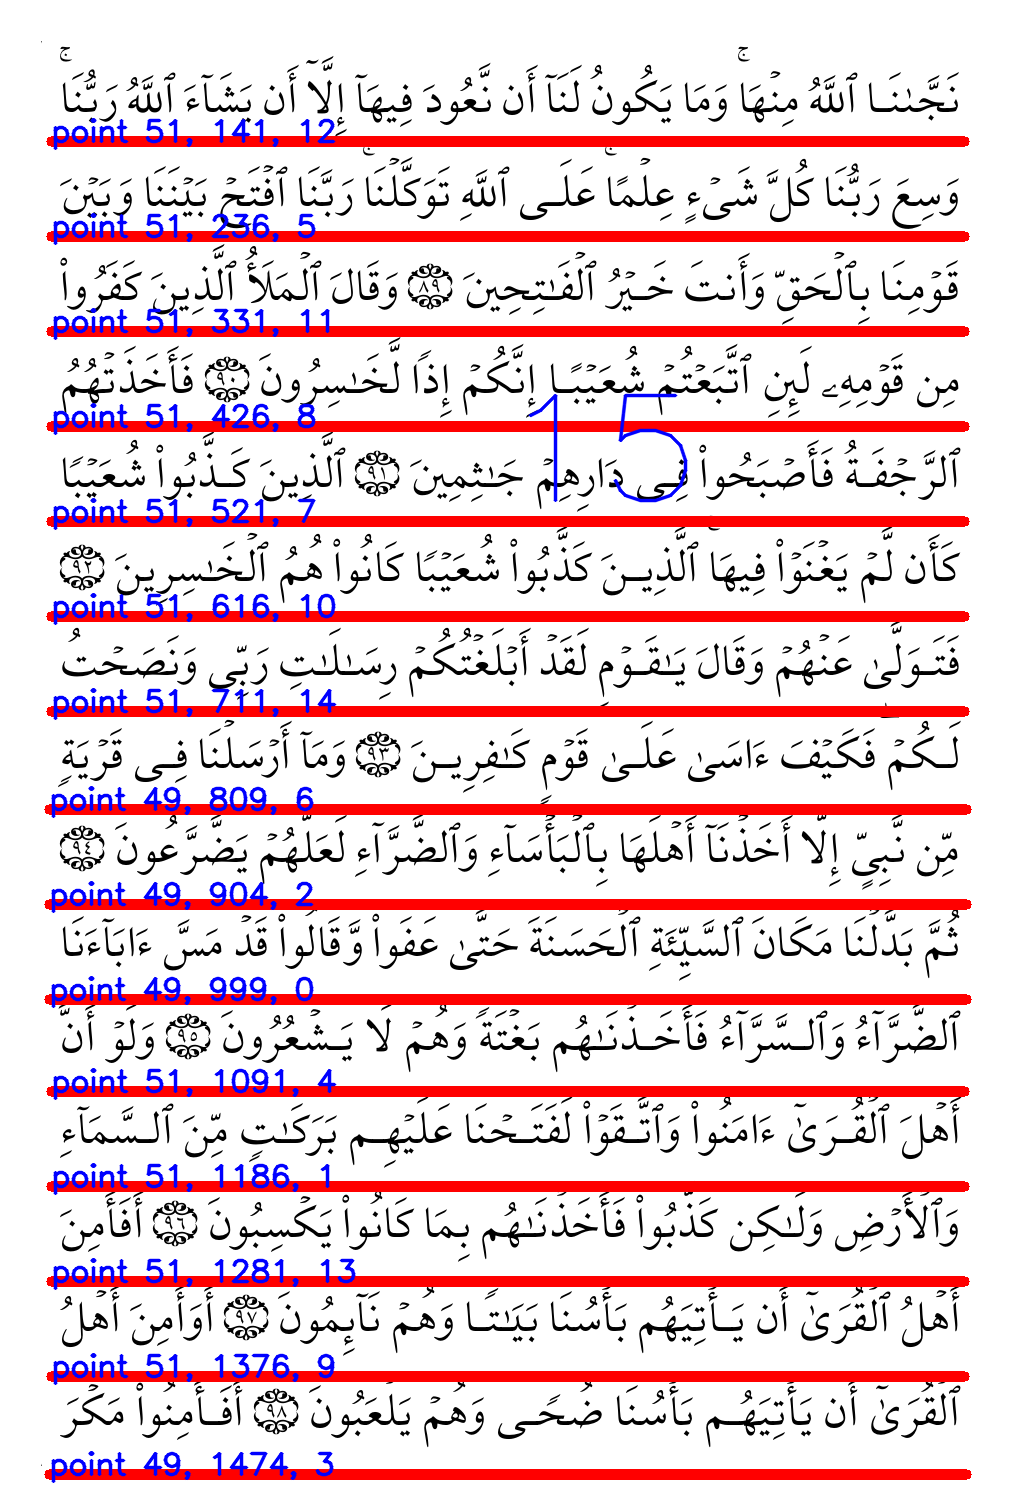 نَجَّىٰنَا ٱللَّهُ مِنۡهَاۚ وَمَا يَكُونُ لَنَآ أَن نَّعُودَ فِيهَآ إِلَّآ أَن يَشَآءَ ٱللَّهُ رَبُّنَاۚ
point 51, 141, 12
وَسِعَ رَبُّنَا كُلَّ شَىۡءٍ عِلۡمًاۚ عَلَى ٱللَّهِ تَوَكَّلۡنَاۚ رَبَّنَا ٱفۡتَحۡ بَيۡنَنَا وَبَيۡنَ
point 51, 236, 5
قَوۡمِنَا بِٱلۡحَقِّ وَأَنتَ خَيۡرُ ٱلۡفَـٰتِحِينَ ٨٩ وَقَالَ ٱلۡمَلَأُ ٱلَّذِينَ كَفَرُواْ
point 51, 331, 11
مِن قَوۡمِهِۦ لَئِنِ ٱتَّبَعۡتُمۡ شُعَيۡبًا إِنَّكُمۡ إِذًا لَّخَـٰسِرُونَ ٩٠ فَأَخَذَتۡهُمُ
point 51, 426, 8
15
ٱلرَّجۡفَةُ فَأَصۡبَحُواْ فِى دَارِهِمۡ جَـٰثِمِينَ ٩١ ٱلَّذِينَ كَذَّبُواْ شُعَيۡبًا
point 51, 521, 7
كَأَن لَّمۡ يَغۡنَوۡاْ فِيهَاۚ ٱلَّذِينَ كَذَّبُواْ شُعَيۡبًا كَانُواْ هُمُ ٱلۡخَـٰسِرِينَ ٩٢
point 51, 616, 10
فَتَوَلَّىٰ عَنۡهُمۡ وَقَالَ يَـٰقَوۡمِ لَقَدۡ أَبۡلَغۡتُكُمۡ رِسَـٰلَـٰتِ رَبِّى وَنَصَحۡتُ
point 51, 711, 14
لَكُمۡ فَكَيۡفَ ءَاسَىٰ عَلَىٰ قَوۡمٍ كَـٰفِرِينَ ٩٣ وَمَآ أَرۡسَلۡنَا فِى قَرۡيَةٍ
point 49, 809, 6
مِّن نَّبِىٍّ إِلَّآ أَخَذۡنَآ أَهۡلَهَا بِٱلۡبَأۡسَآءِ وَٱلضَّرَّآءِ لَعَلَّهُمۡ يَضَّرَّعُونَ ٩٤
point 49, 904, 2
ثُمَّ بَدَّلۡنَا مَكَانَ ٱلسَّيِّئَةِ ٱلۡحَسَنَةَ حَتَّىٰ عَفَواْ وَّقَالُواْ قَدۡ مَسَّ ءَابَآءَنَا
point 49, 999, 0
ٱلضَّرَّآءُ وَٱلسَّرَّآءُ فَأَخَذۡنَـٰهُم بَغۡتَةً وَهُمۡ لَا يَشۡعُرُونَ ٩٥ وَلَوۡ أَنَّ
point 51, 1091, 4
أَهۡلَ ٱلۡقُرَىٰٓ ءَامَنُواْ وَٱتَّقَوۡاْ لَفَتَحۡنَا عَلَيۡهِم بَرَكَـٰتٍ مِّنَ ٱلسَّمَآءِ
point 51, 1186, 1
وَٱلۡأَرۡضِ وَلَـٰكِن كَذَّبُواْ فَأَخَذۡنَـٰهُم بِمَا كَانُواْ يَكۡسِبُونَ ٩٦ أَفَأَمِنَ
point 51, 1281, 13
أَهۡلُ ٱلۡقُرَىٰٓ أَن يَأۡتِيَهُم بَأۡسُنَا بَيَـٰتًا وَهُمۡ نَآئِمُونَ ٩٧ أَوَأَمِنَ أَهۡلُ
point 51, 1376, 9
ٱلۡقُرَىٰٓ أَن يَأۡتِيَهُم بَأۡسُنَا ضُحًى وَهُمۡ يَلۡعَبُونَ ٩٨ أَفَأَمِنُواْ مَكۡرَ
point 49, 1474, 3